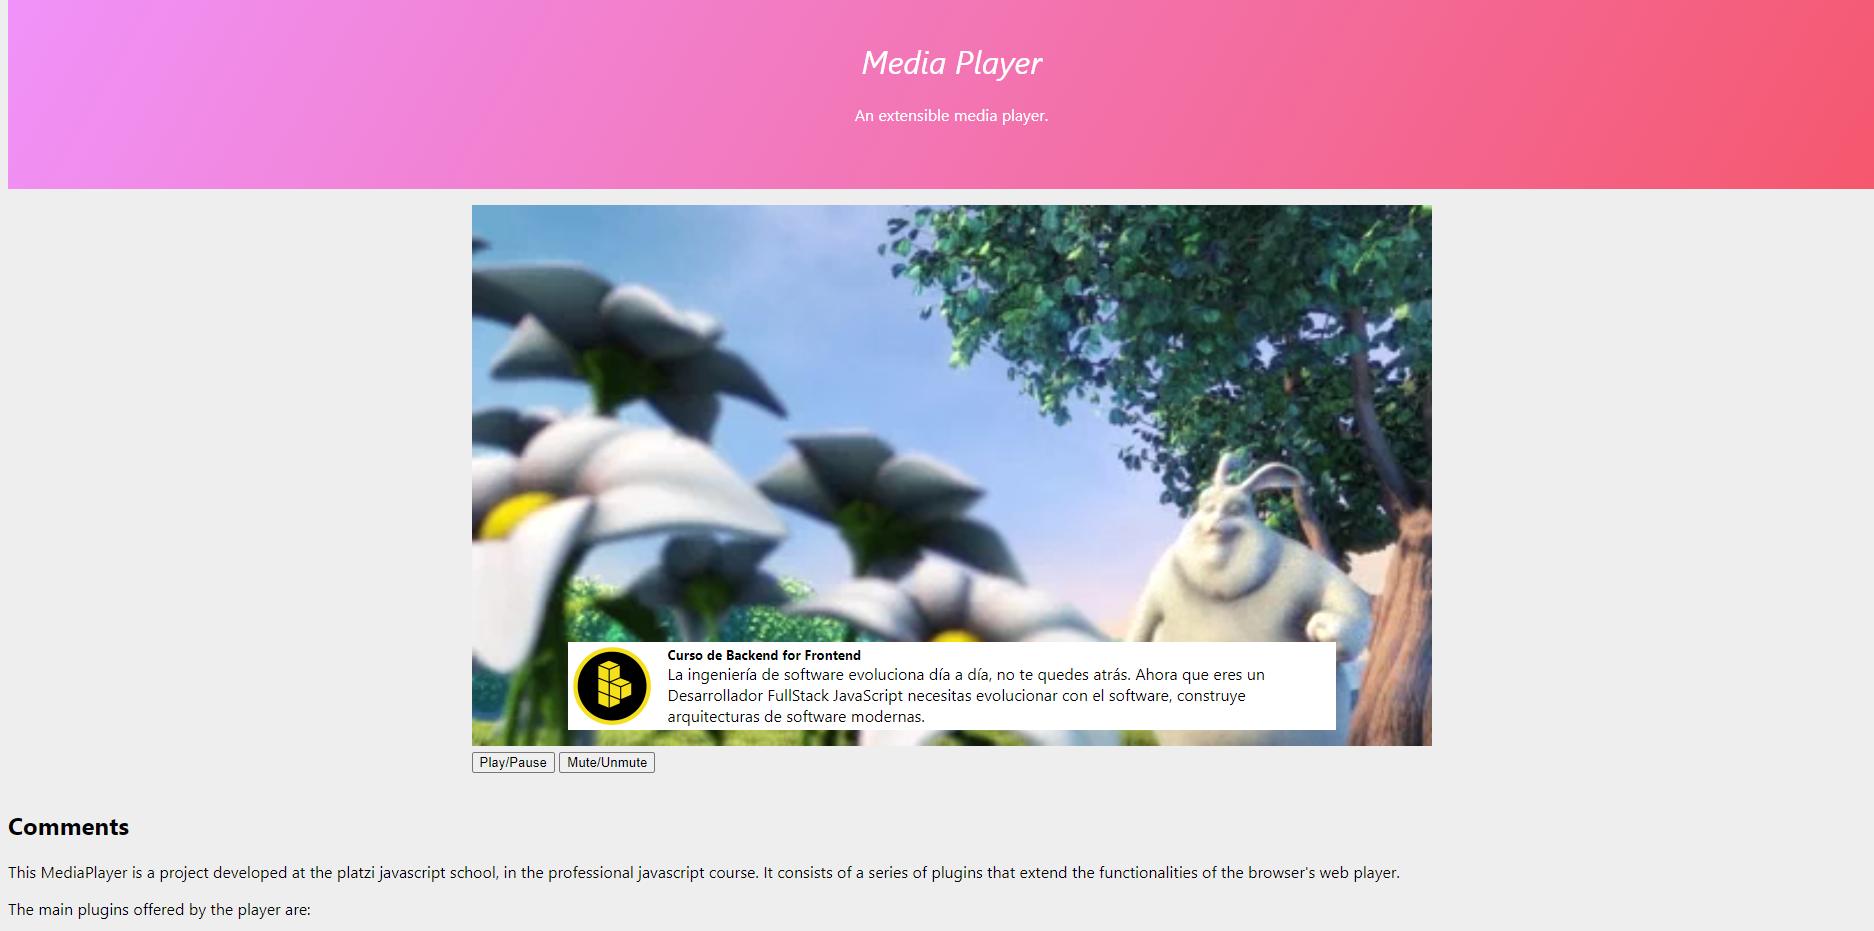 Media Player
An extensible media player.
Curso de Backend for Frontend
La ingeniería de software evoluciona día a día, no te quedes atrás. Ahora que eres un
Desarrollador FullStack JavaScript necesitas evolucionar con el software, construye
arquitecturas de software modernas.
Play/Pause Mute/Unmute
Comments
This MediaPlayer is a project developed at the platzi javascript school, in the professional javascript course. It consists of a series of plugins that extend the functionalities of the browser's web player.
The main plugins offered by the player are: